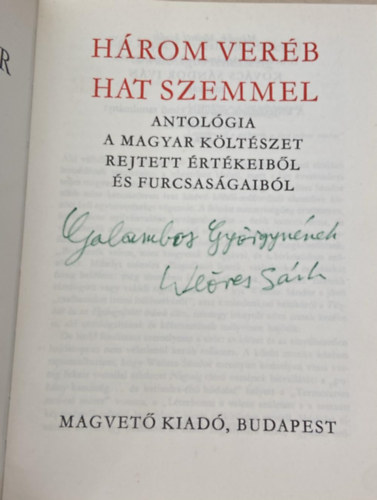 R
HÁROM VERÉB
HAT SZEMMEL
ANTOLÓGIA
A MAGYAR KÖLTÉSZET
REJTETT ÉRTÉKEIBŐL
ÉS FURCSASÁGAIBÓL
Galambos Györgynének
Weöres Sándor
MAGVETŐ KIADÓ, BUDAPEST